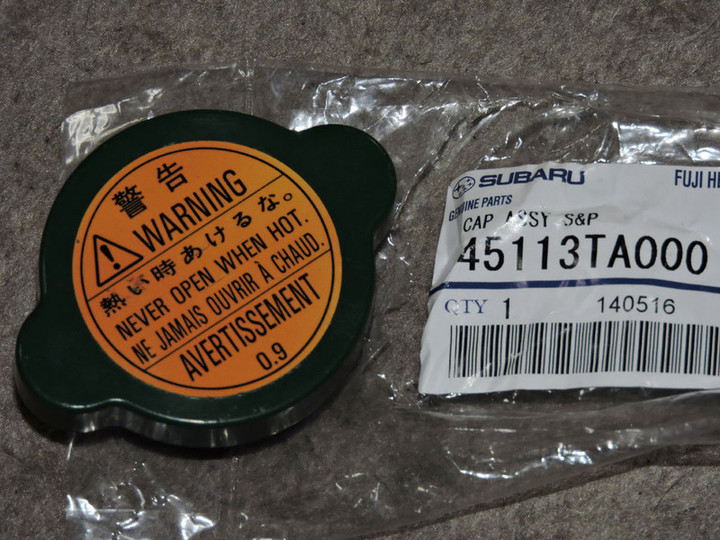 警告
WARNING
熱い時あけるな。
NEVER OPEN WHEN HOT.
NE JAMAIS OUVRIR À CHAUD.
AVERTISSEMENT
0.9
SUBARU
FUJI HE
GENUINE PARTS
CAP ASSY S&P
45113TA000
QTY 1
140516